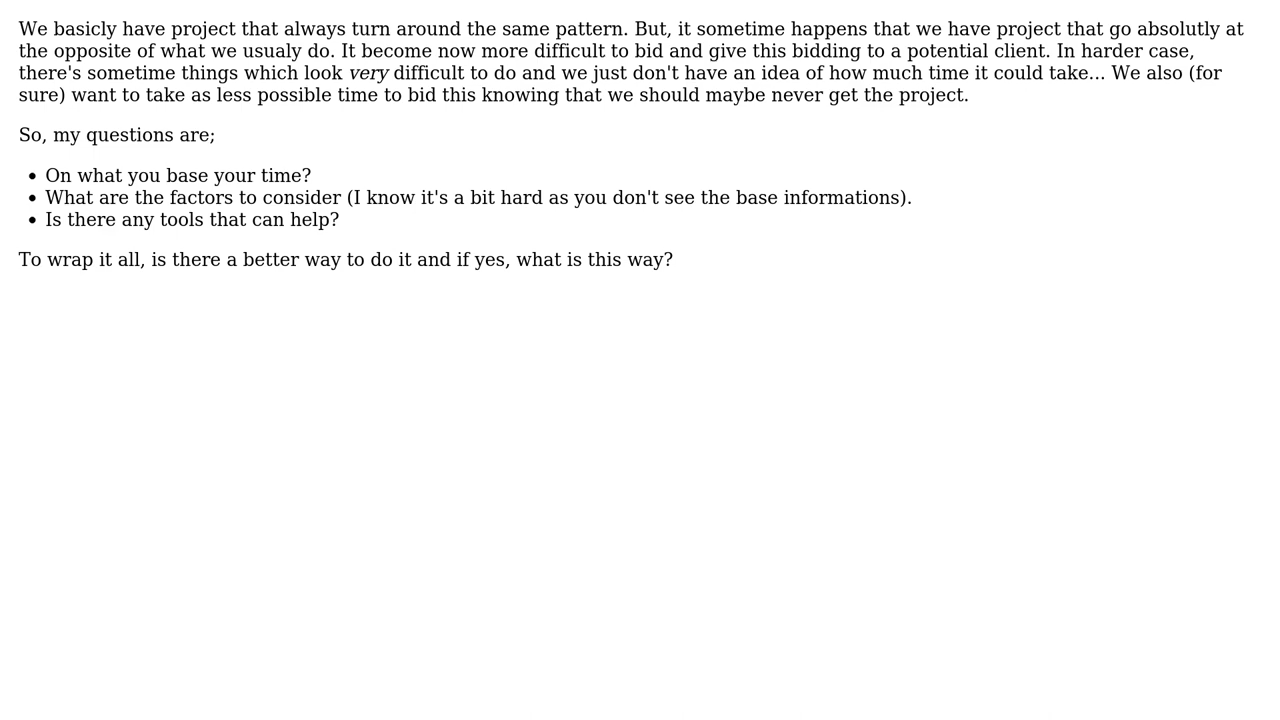 We basicly have project that always turn around the same pattern. But, it sometime happens that we have project that go absolutly at
the opposite of what we usualy do. It become now more difficult to bid and give this bidding to a potential client. In harder case,
there's sometime things which look very difficult to do and we just don't have an idea of how much time it could take... We also (for
sure) want to take as less possible time to bid this knowing that we should maybe never get the project.
So, my questions are;
• On what you base your time?
• What are the factors to consider (I know it's a bit hard as you don't see the base informations).
• Is there any tools that can help?
To wrap it all, is there a better way to do it and if yes, what is this way?